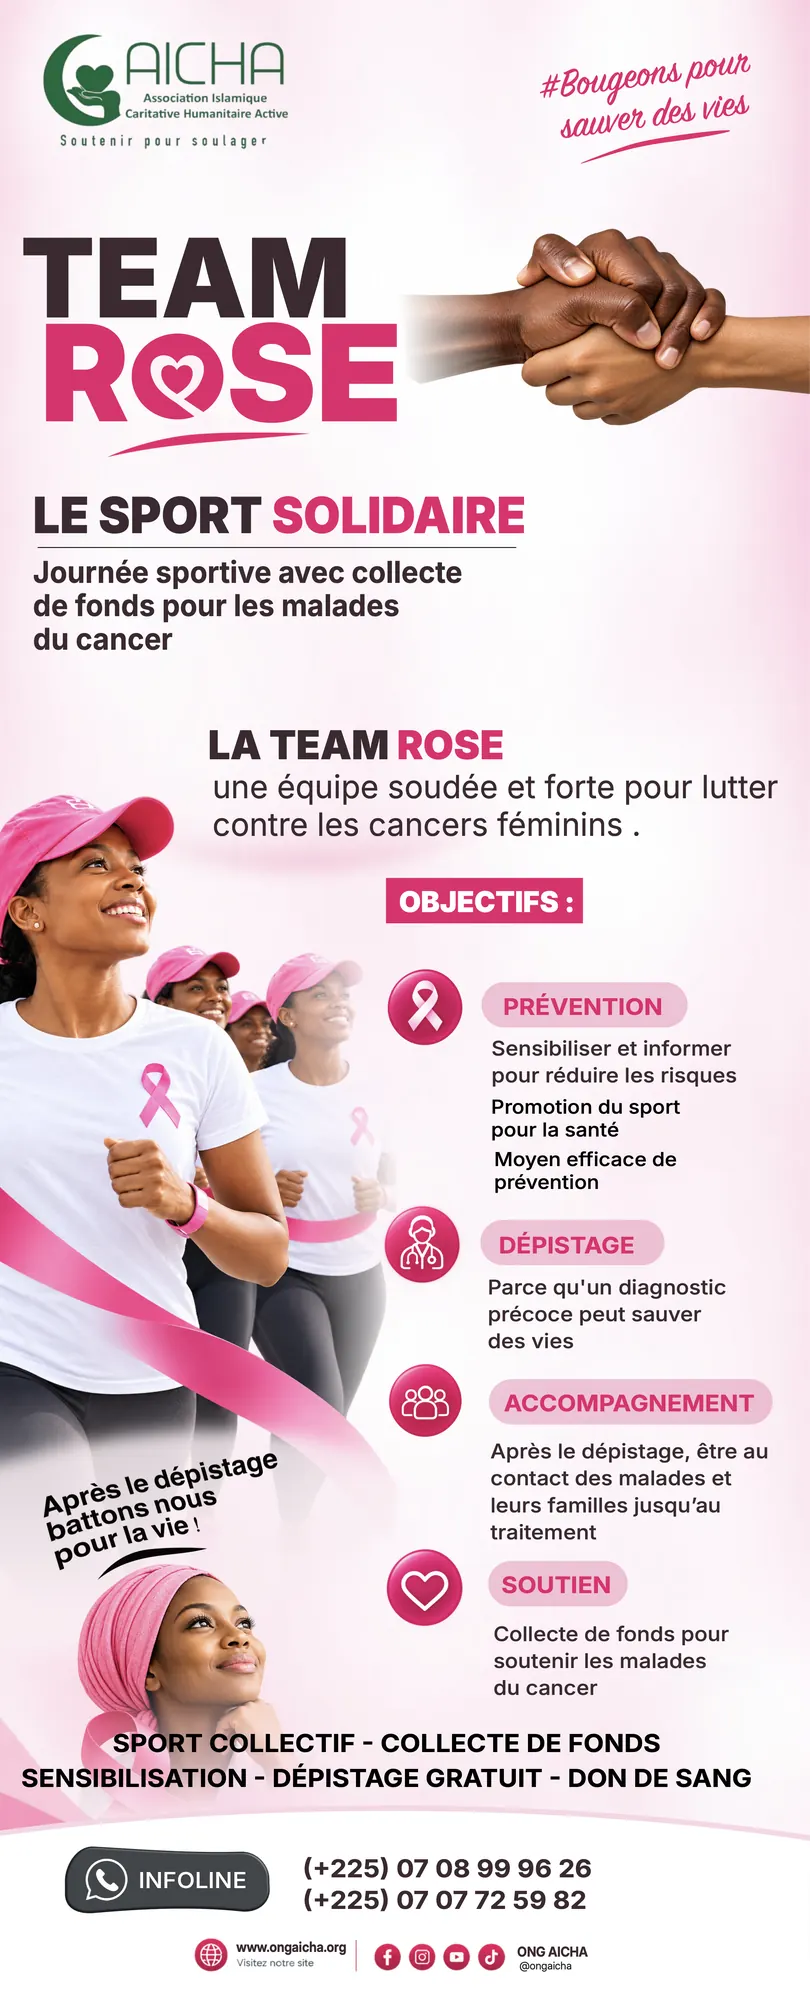 AICHA
Association Islamique
Caritative Humanitaire Active
Soutenir pour soulager
#Bougeons pour
sauver des vies
TEAM
ROSE
LE SPORT SOLIDAIRE
Journée sportive avec collecte
de fonds pour les malades
du cancer
LA TEAM ROSE
une équipe soudée et forte pour lutter
contre les cancers féminins .
OBJECTIFS :
PRÉVENTION
Sensibiliser et informer
pour réduire les risques
Promotion du sport
pour la santé
Moyen efficace de
prévention
DÉPISTAGE
Parce qu'un diagnostic
précoce peut sauver
des vies
ACCOMPAGNEMENT
Après le dépistage, être au
contact des malades et
leurs familles jusqu'au
traitement
Après le dépistage
battons nous
pour la vie !
SOUTIEN
Collecte de fonds pour
soutenir les malades
du cancer
SPORT COLLECTIF - COLLECTE DE FONDS
SENSIBILISATION - DÉPISTAGE GRATUIT - DON DE SANG
INFOLINE
(+225) 07 08 99 96 26
(+225) 07 07 72 59 82
www.ongaicha.org
Visitez notre site
ONG AICHA
@ongaicha